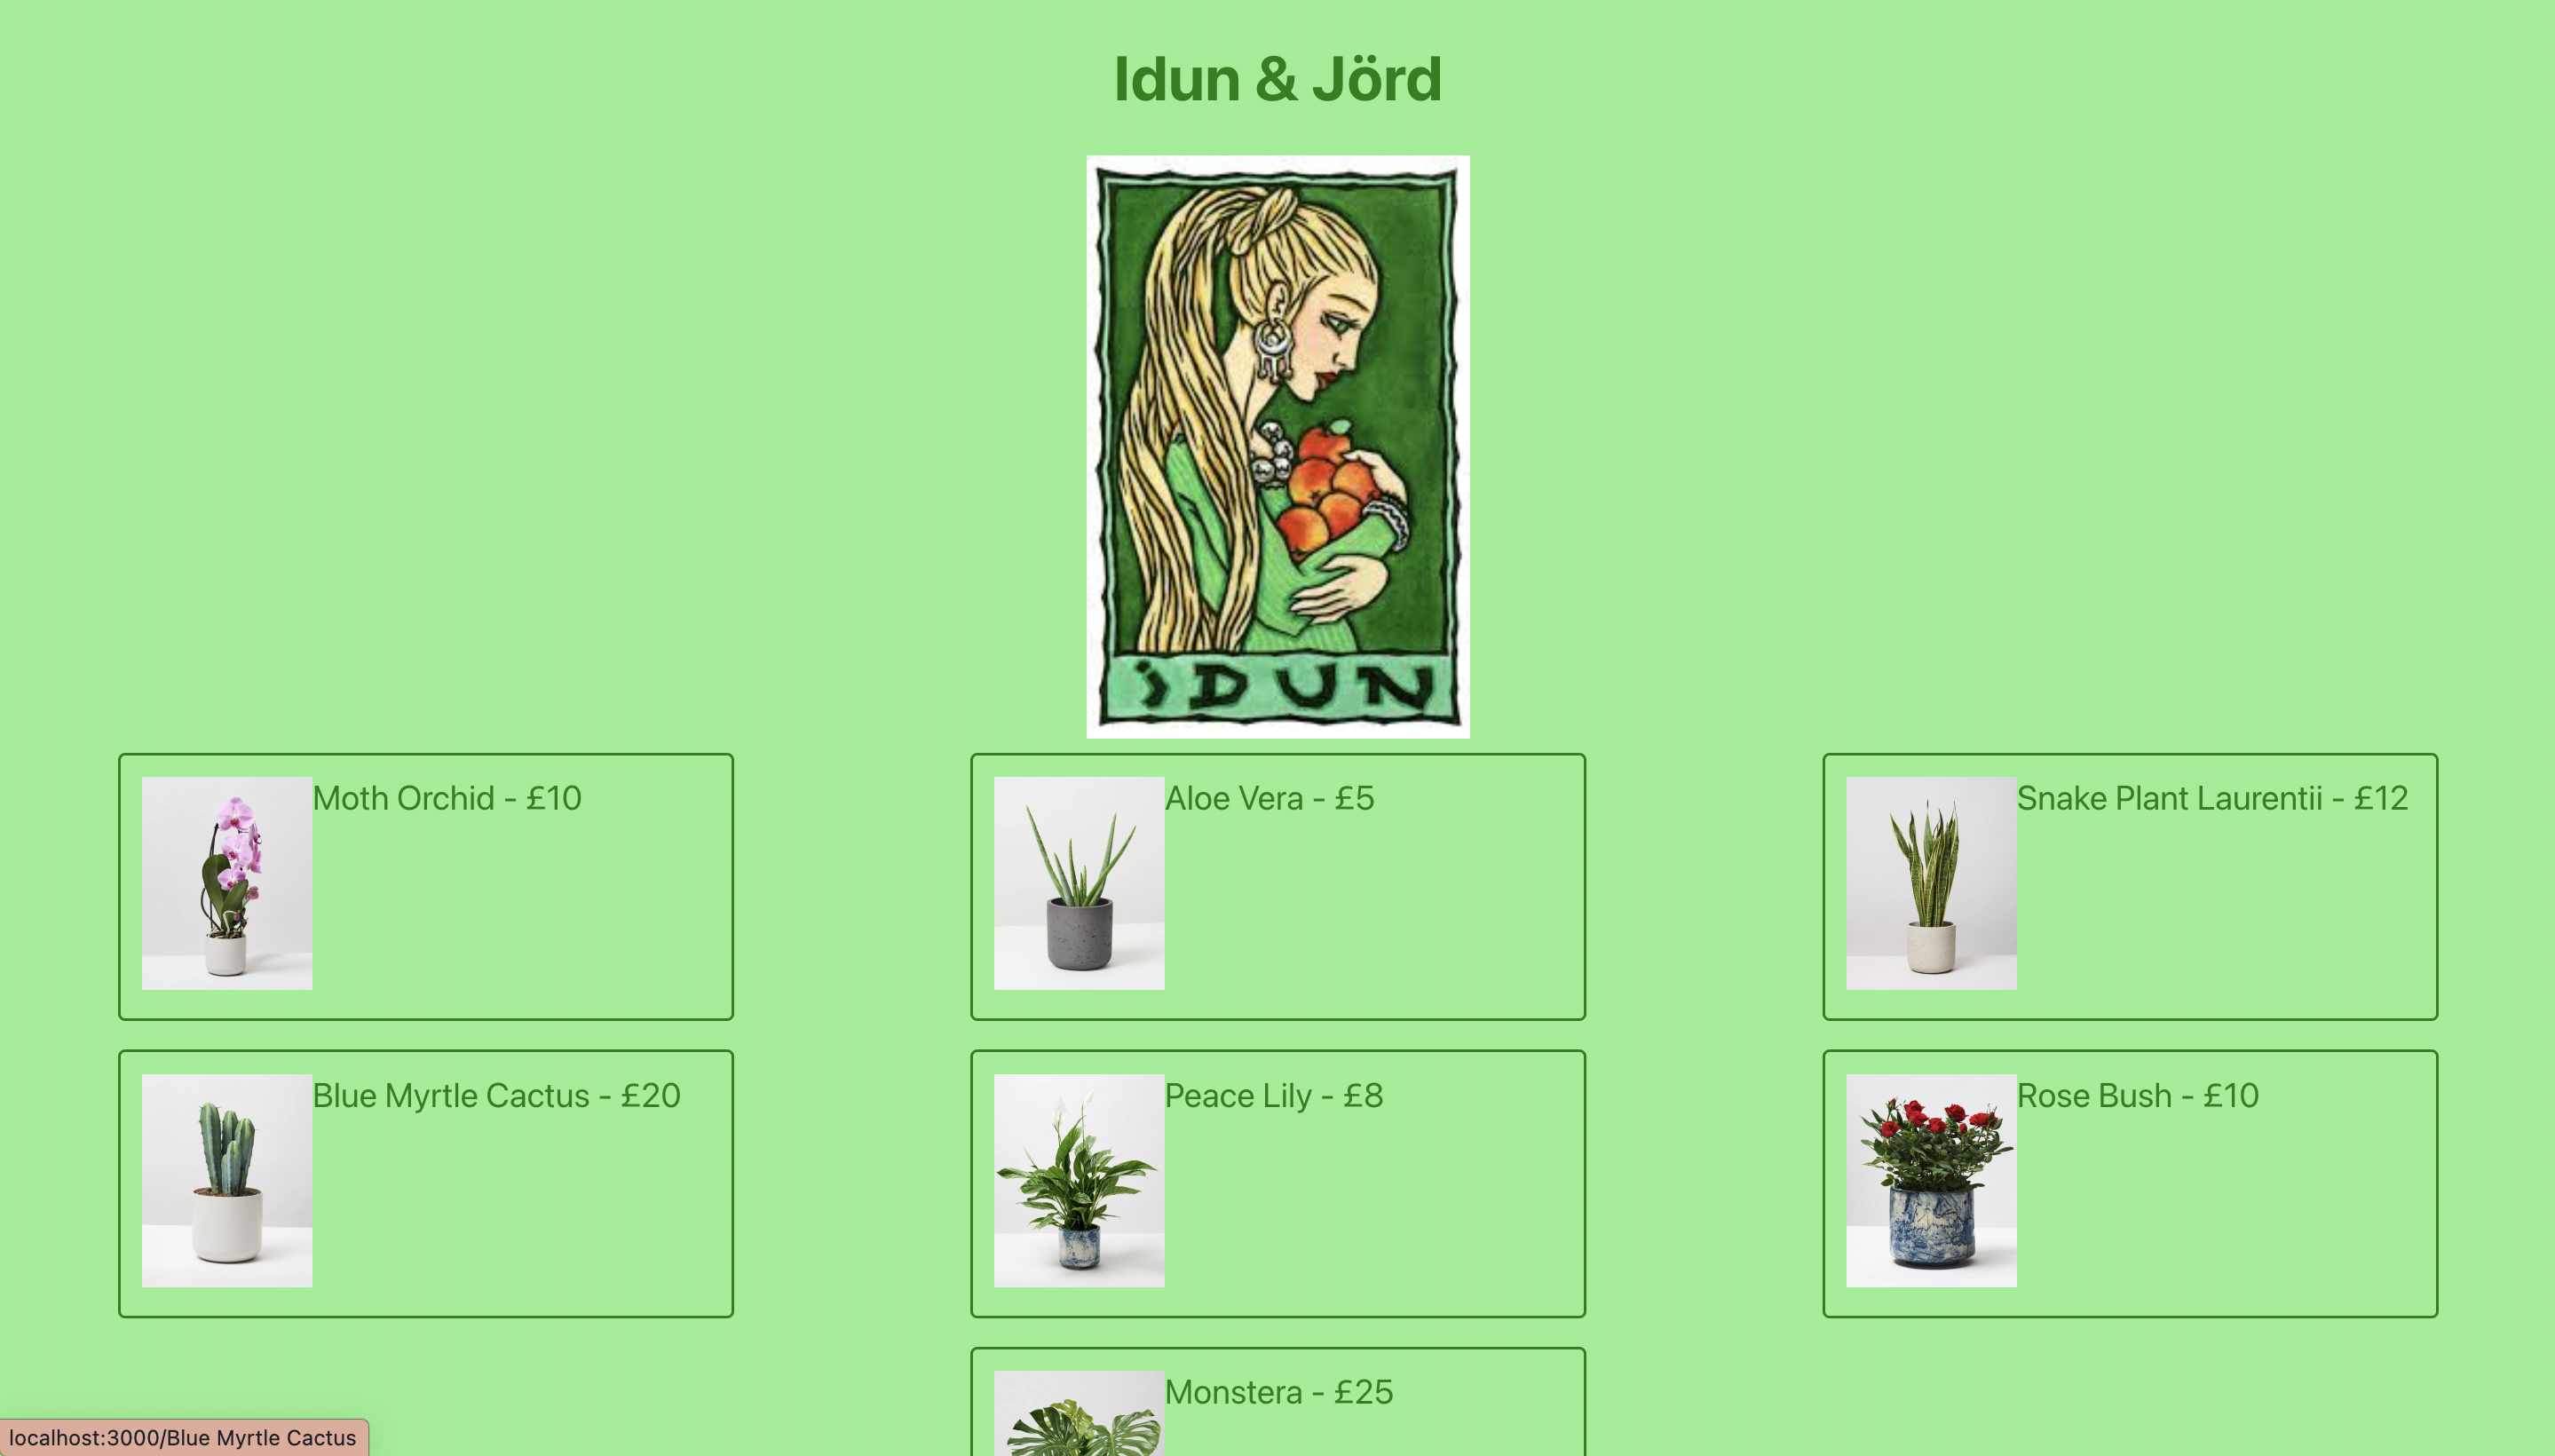 Idun & Jörd
iDUN
Moth Orchid - £10
Aloe Vera - £5
Snake Plant Laurentii - £12
Blue Myrtle Cactus - £20
Peace Lily - £8
Rose Bush - £10
Monstera - £25
localhost:3000/Blue Myrtle Cactus